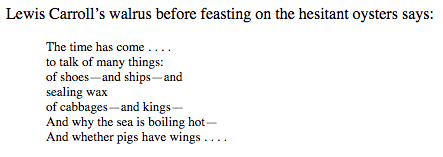 Lewis Carroll’s walrus before feasting on the hesitant oysters says:
The time has come . . . .
to talk of many things:
of shoes—and ships—and
sealing wax
of cabbages—and kings—
And why the sea is boiling hot—
And whether pigs have wings . . . .